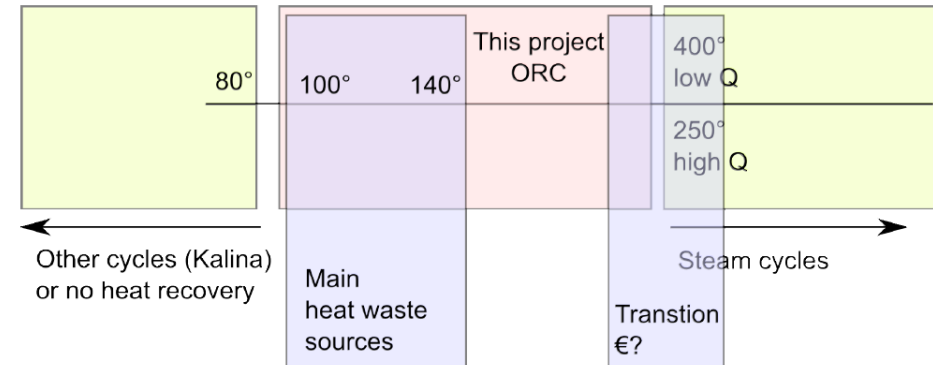 This project
ORC
80°
100°
140°
400°
low Q
250°
high Q
Other cycles (Kalina)
or no heat recovery
Main
heat waste
sources
Steam cycles
Transtion
€?